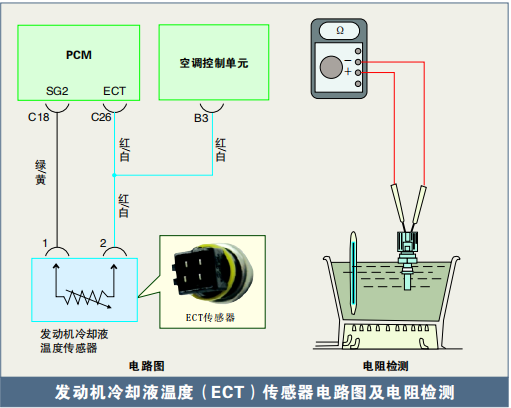 PCM
空调控制单元
SG2 ECT
C18 C26 B3
绿/黄
红/白
红/白
红/白
1 2
ECT传感器
发动机冷却液
温度传感器
Ω
−
+
电路图
电阻检测
发动机冷却液温度（ECT）传感器电路图及电阻检测